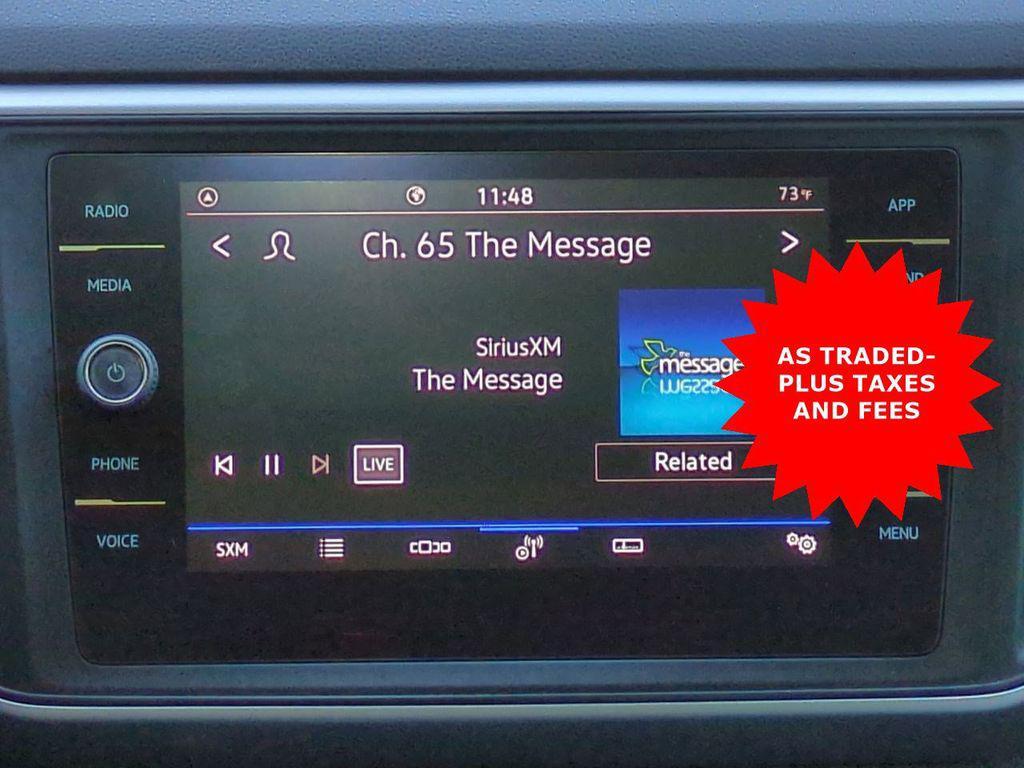 RADIO
MEDIA
PHONE
VOICE
11:48
73°F
Ch. 65 The Message
SiriusXM
The Message
the
message
LIVE
Related
SXM
APP
MENU
AS TRADED-
PLUS TAXES
AND FEES